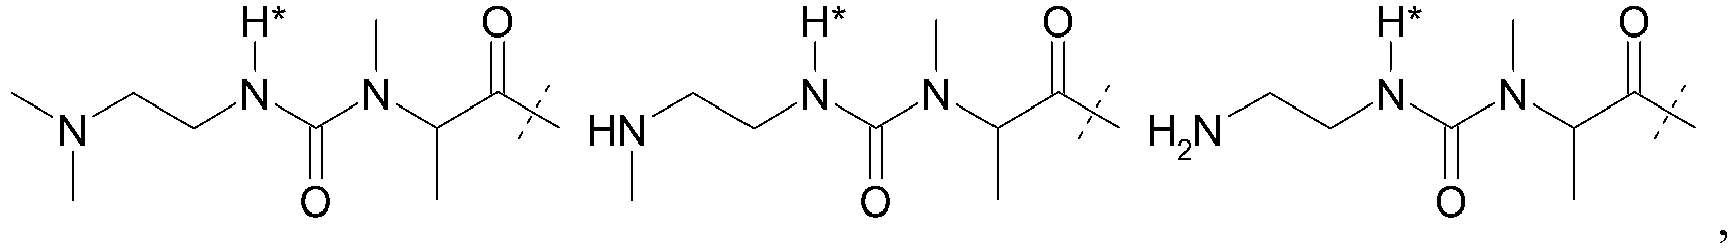 H* O H* O H* O
N N N N N N
N HN H₂N
O O O ,